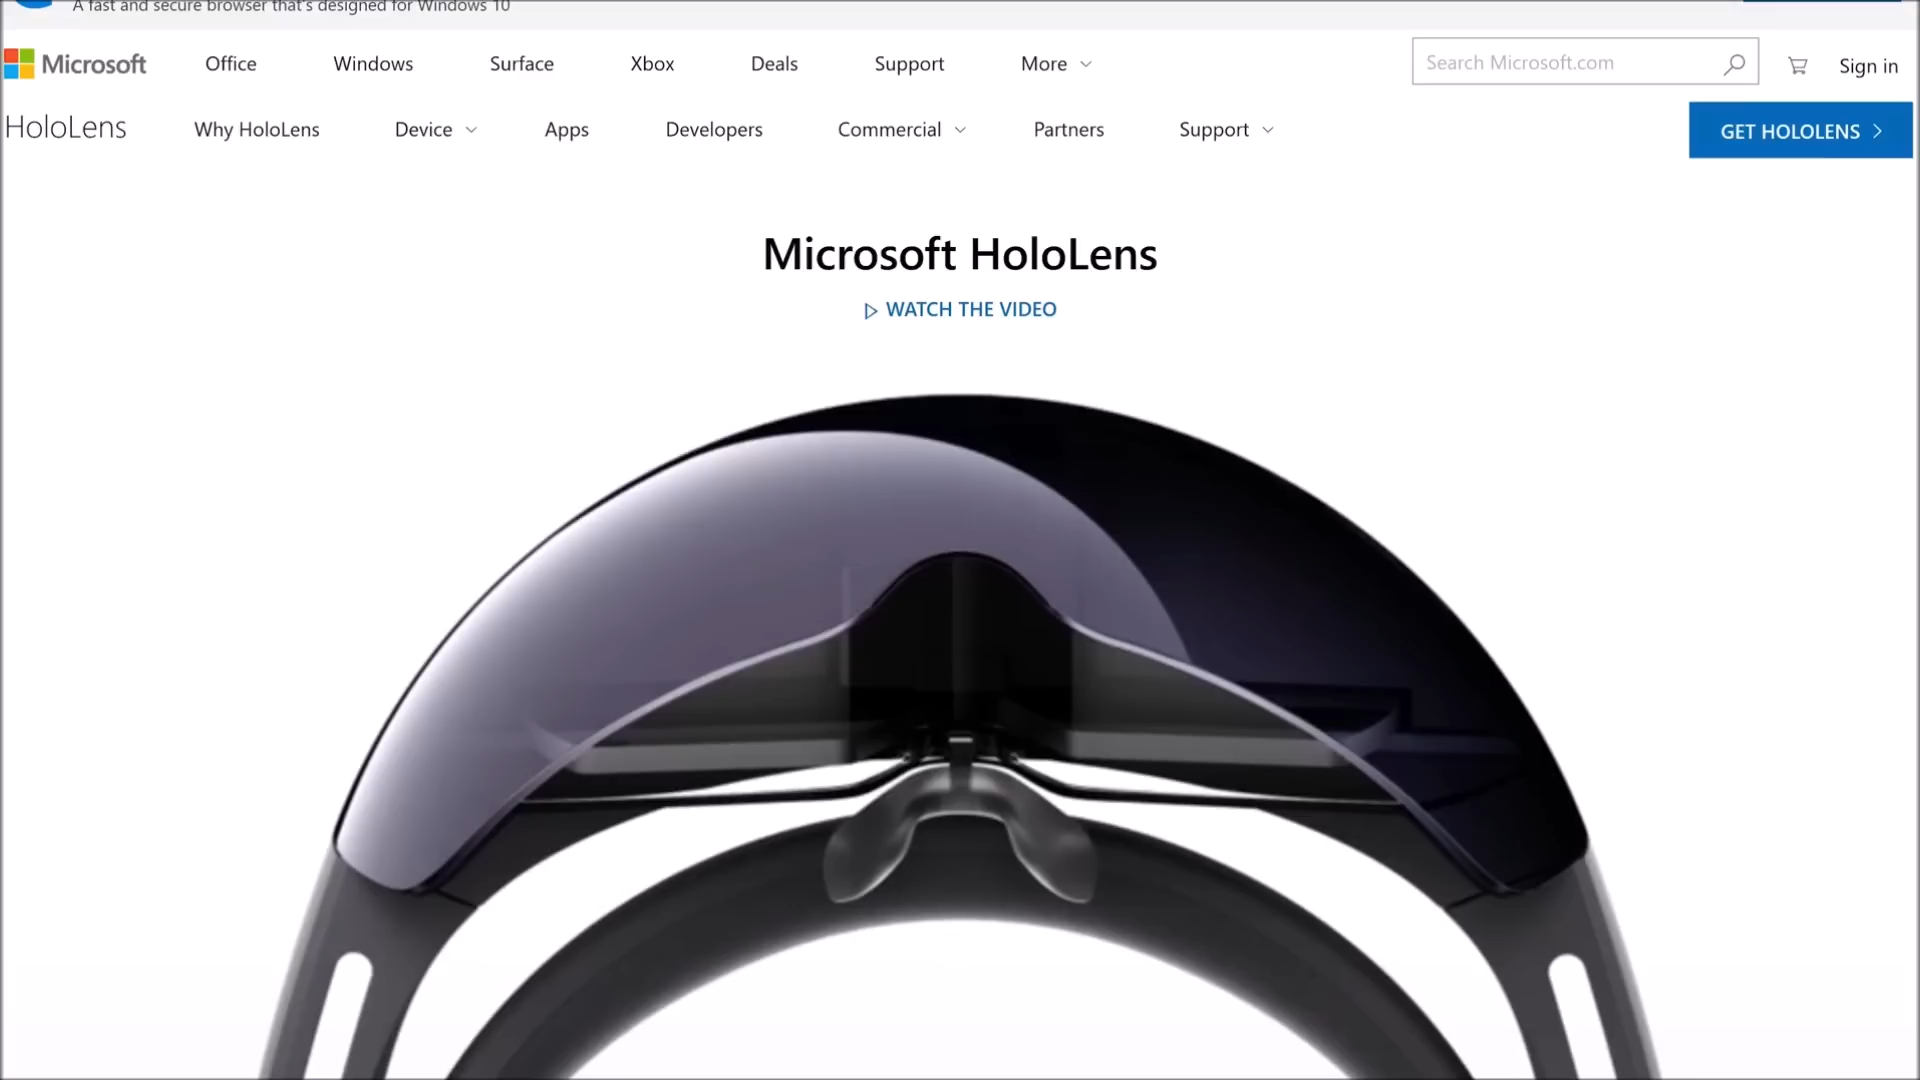 A fast and secure browser that's designed for Windows 10
Microsoft Office Windows Surface Xbox Deals Support More Search Microsoft.com Sign in
HoloLens Why HoloLens Device Apps Developers Commercial Partners Support GET HOLOLENS
Microsoft HoloLens
WATCH THE VIDEO